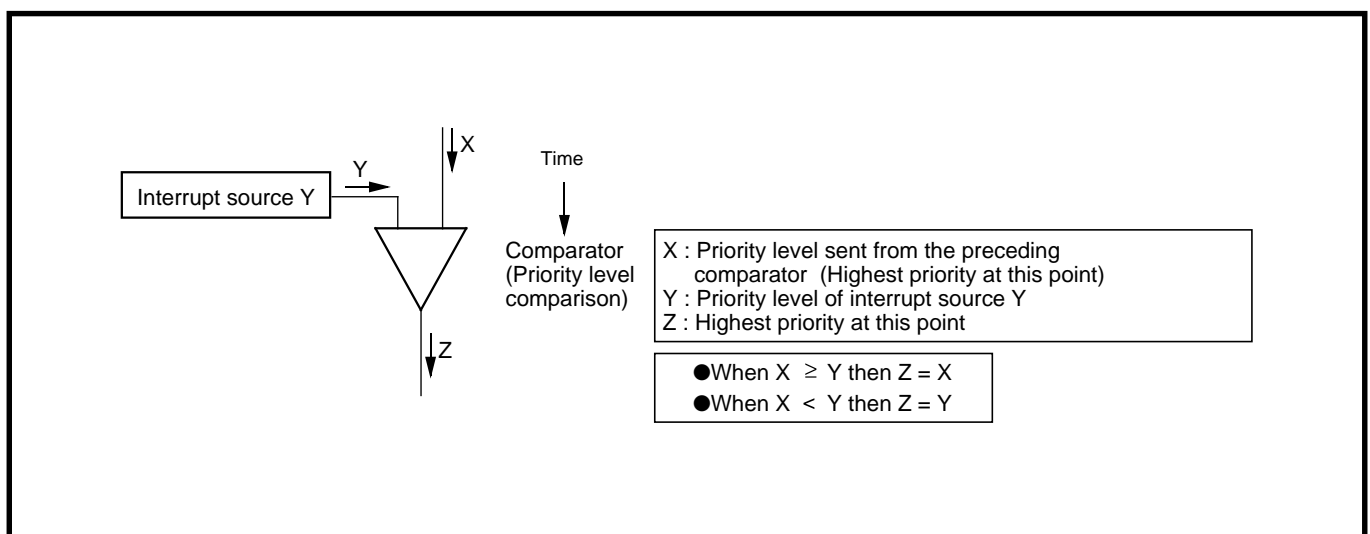 X
Time
Y
Interrupt source Y
Comparator
(Priority level
comparison)
X : Priority level sent from the preceding
comparator (Highest priority at this point)
Y : Priority level of interrupt source Y
Z : Highest priority at this point
Z
●When X ≥ Y then Z = X
●When X < Y then Z = Y